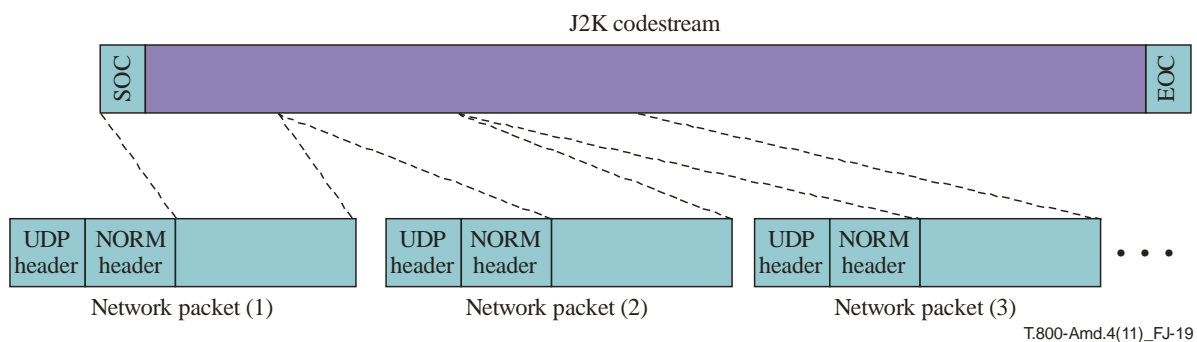 J2K codestream
SOC
EOC
UDP header
NORM header
UDP header
NORM header
UDP header
NORM header
• • •
Network packet (1)
Network packet (2)
Network packet (3)
T.800-Amd.4(11)_FJ-19